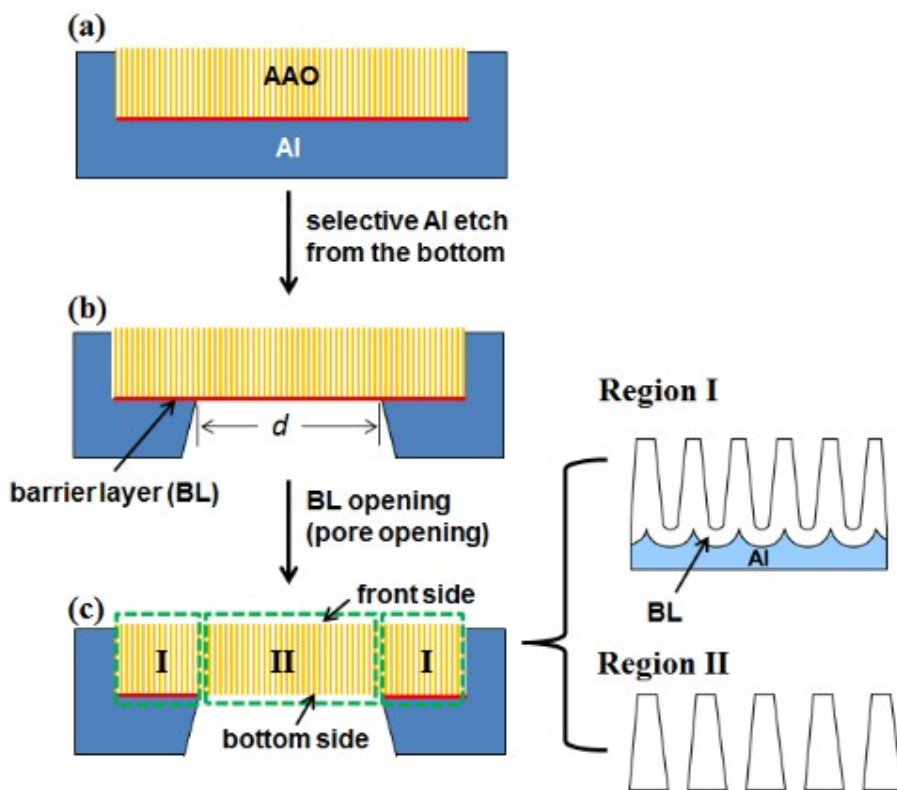 (a)
AAO
Al
selective Al etch
from the bottom
(b)
d
barrier layer (BL)
BL opening
(pore opening)
(c)
front side
I
II
I
bottom side
Region I
Al
BL
Region II